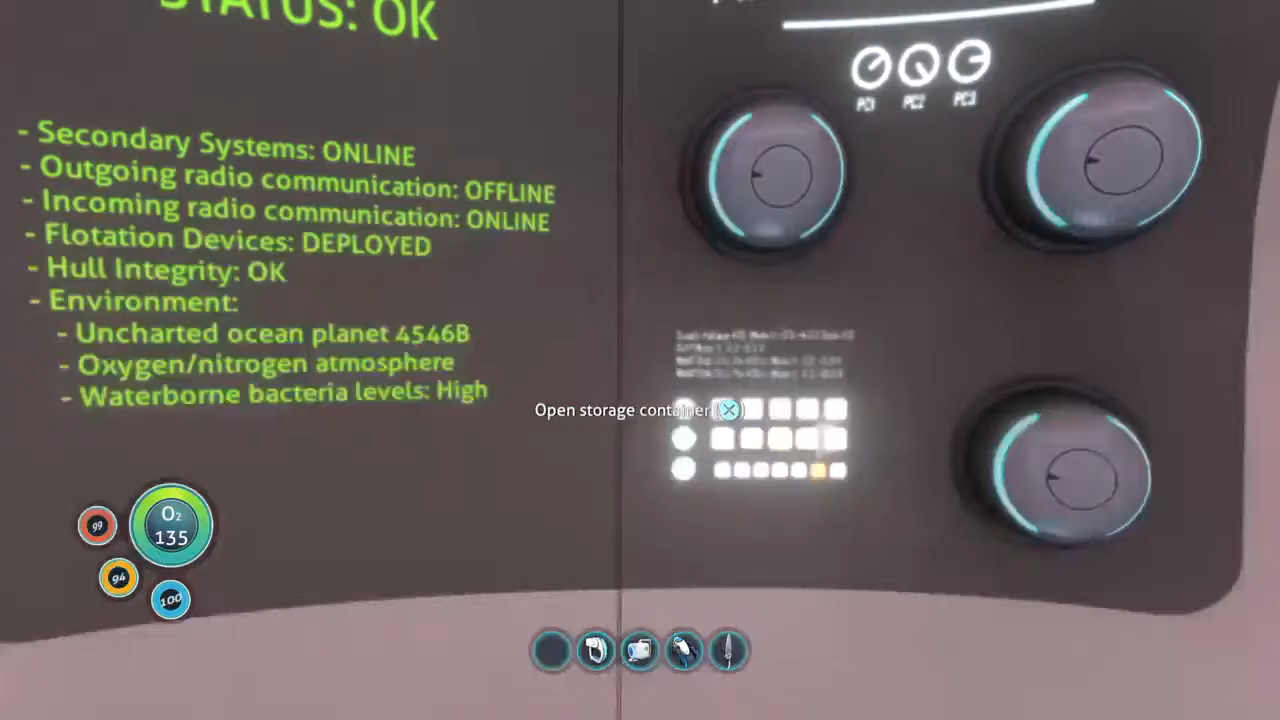 STATUS: OK
- Secondary Systems: ONLINE
- Outgoing radio communication: OFFLINE
- Incoming radio communication: ONLINE
- Flotation Devices: DEPLOYED
- Hull Integrity: OK
- Environment:
- Uncharted ocean planet 4546B
- Oxygen/nitrogen atmosphere
- Waterborne bacteria levels: High
PC1 PC2 PC3
Open storage container
99
O₂
135
94
100